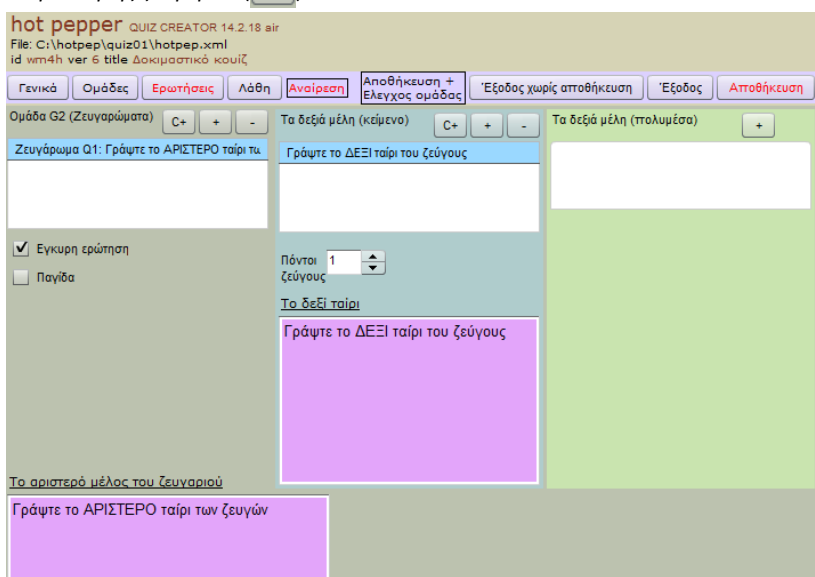 hot pepper QUIZ CREATOR 14.2.18 air
File: C:\hotpep\quiz01\hotpep.xml
id wm4h ver 6 title Δοκιμαστικό κουίζ
Γενικά Ομάδες Ερωτήσεις Λάθη Αναίρεση Αποθήκευση + Ελεγχος ομάδας Έξοδος χωρίς αποθήκευση Έξοδος Αποθήκευση
Ομάδα G2 (Ζευγαρώματα) C+ + -
Ζευγάρωμα Q1: Γράψτε το ΑΡΙΣΤΕΡΟ ταίρι τω
Εγκυρη ερώτηση
Παγίδα
Το αριστερό μέλος του ζευγαριού
Γράψτε το ΑΡΙΣΤΕΡΟ ταίρι των ζευγών
Τα δεξιά μέλη (κείμενο) C+ + -
Γράψτε το ΔΕΞΙ ταίρι του ζεύγους
Πόντοι 1
ζεύγους
Το δεξί ταίρι
Γράψτε το ΔΕΞΙ ταίρι του ζεύγους
Τα δεξιά μέλη (πολυμέσα) +